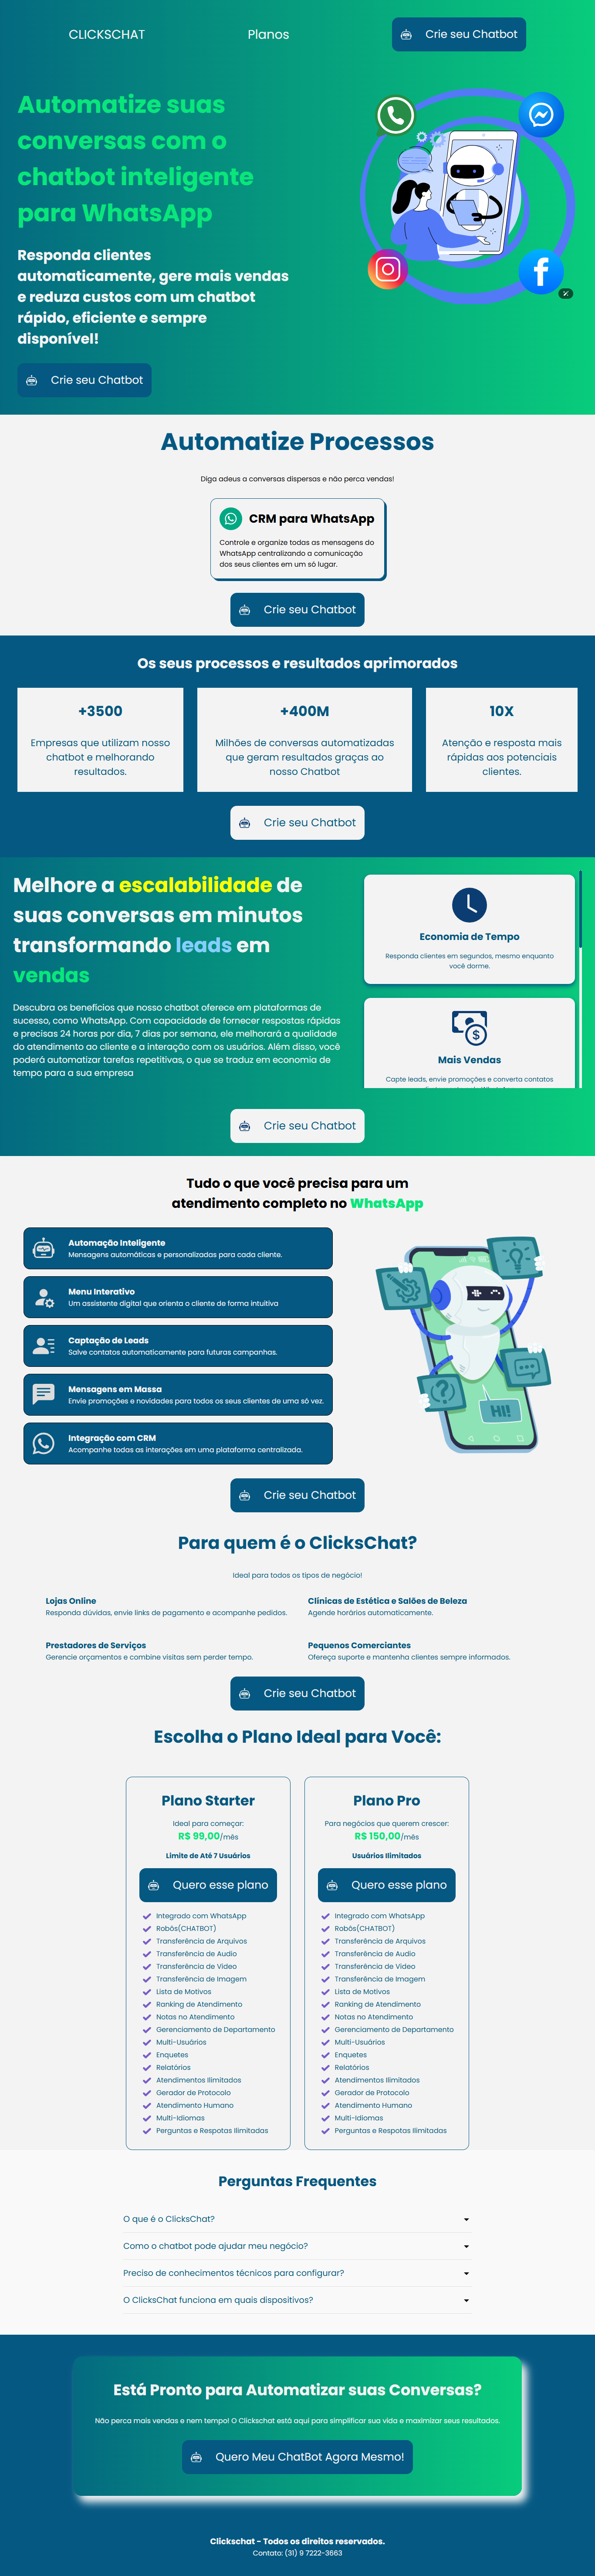 CLICKSCHAT
Planos
Crie seu Chatbot
Automatize suas
conversas com o
chatbot inteligente
para WhatsApp
Responda clientes
automaticamente, gere mais vendas
e reduza custos com um chatbot
rápido, eficiente e sempre
disponível!
Crie seu Chatbot
Automatize Processos
Diga adeus a conversas dispersas e não perca vendas!
CRM para WhatsApp
Controle e organize todas as mensagens do
WhatsApp centralizando a comunicação
dos seus clientes em um só lugar.
Crie seu Chatbot
Os seus processos e resultados aprimorados
+3500
Empresas que utilizam nosso
chatbot e melhorando
resultados.
+400M
Milhões de conversas automatizadas
que geram resultados graças ao
nosso Chatbot
10X
Atenção e resposta mais
rápidas aos potenciais
clientes.
Crie seu Chatbot
Melhore a escalabilidade de
suas conversas em minutos
transformando leads em
vendas
Descubra os benefícios que nosso chatbot oferece em plataformas de
sucesso, como WhatsApp. Com capacidade de fornecer respostas rápidas
e precisas 24 horas por dia, 7 dias por semana, ele melhorará a qualidade
do atendimento ao cliente e a interação com os usuários. Além disso, você
poderá automatizar tarefas repetitivas, o que se traduz em economia de
tempo para a sua empresa
Economia de Tempo
Responda clientes em segundos, mesmo enquanto
você dorme.
Mais Vendas
Capte leads, envie promoções e converta contatos
Crie seu Chatbot
Tudo o que você precisa para um
atendimento completo no WhatsApp
Automação Inteligente
Mensagens automáticas e personalizadas para cada cliente.
Menu Interativo
Um assistente digital que orienta o cliente de forma intuitiva
Captação de Leads
Salve contatos automaticamente para futuras campanhas.
Mensagens em Massa
Envie promoções e novidades para todos os seus clientes de uma só vez.
Integração com CRM
Acompanhe todas as interações em uma plataforma centralizada.
HI!
Crie seu Chatbot
Para quem é o ClicksChat?
Ideal para todos os tipos de negócio!
Lojas Online
Responda dúvidas, envie links de pagamento e acompanhe pedidos.
Clínicas de Estética e Salões de Beleza
Agende horários automaticamente.
Prestadores de Serviços
Gerencie orçamentos e combine visitas sem perder tempo.
Pequenos Comerciantes
Ofereça suporte e mantenha clientes sempre informados.
Crie seu Chatbot
Escolha o Plano Ideal para Você:
Plano Starter
Ideal para começar:
R$ 99,00/mês
Limite de Até 7 Usuários
Quero esse plano
Integrado com WhatsApp
Robôs(CHATBOT)
Transferência de Arquivos
Transferência de Audio
Transferência de Video
Transferência de Imagem
Lista de Motivos
Ranking de Atendimento
Notas no Atendimento
Gerenciamento de Departamento
Multi-Usuários
Enquetes
Relatórios
Atendimentos Ilimitados
Gerador de Protocolo
Atendimento Humano
Multi-Idiomas
Perguntas e Respotas Ilimitadas
Plano Pro
Para negócios que querem crescer:
R$ 150,00/mês
Usuários Ilimitados
Quero esse plano
Integrado com WhatsApp
Robôs(CHATBOT)
Transferência de Arquivos
Transferência de Audio
Transferência de Video
Transferência de Imagem
Lista de Motivos
Ranking de Atendimento
Notas no Atendimento
Gerenciamento de Departamento
Multi-Usuários
Enquetes
Relatórios
Atendimentos Ilimitados
Gerador de Protocolo
Atendimento Humano
Multi-Idiomas
Perguntas e Respotas Ilimitadas
Perguntas Frequentes
O que é o ClicksChat?
Como o chatbot pode ajudar meu negócio?
Preciso de conhecimentos técnicos para configurar?
O ClicksChat funciona em quais dispositivos?
Está Pronto para Automatizar suas Conversas?
Não perca mais vendas e nem tempo! O Clickschat está aqui para simplificar sua vida e maximizar seus resultados.
Quero Meu ChatBot Agora Mesmo!
Clickschat - Todos os direitos reservados.
Contato: (31) 9 7222-3663